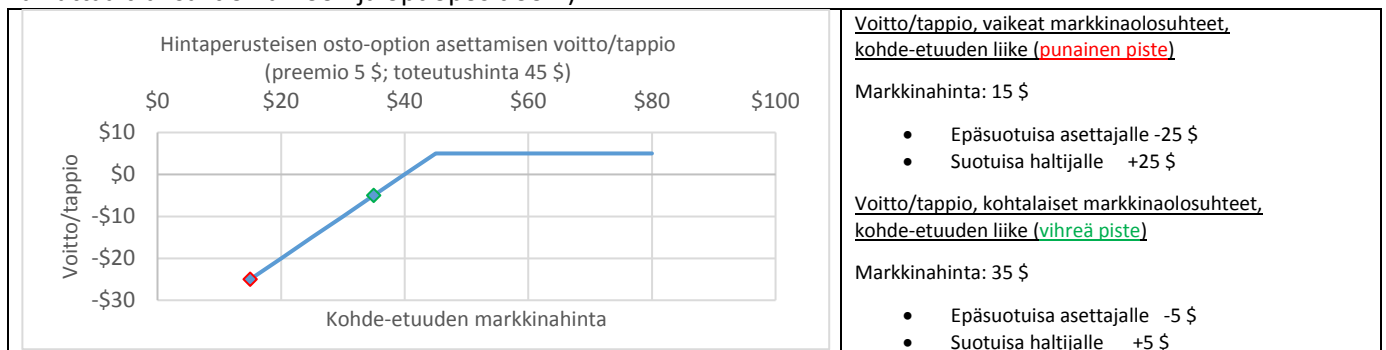 Hintaperusteisen osto-option asettamisen voitto/tappio
(preemio 5 $; toteutushinta 45 $)
$0 $20 $40 $60 $80 $100
$10
$0
-$10
-$20
-$30
Voitto/tappio
Kohde-etuuden markkinahinta
Voitto/tappio, vaikeat markkinaolosuhteet,
kohde-etuuden liike (punainen piste)
Markkinahinta: 15 $
• Epäsuotuisa asettajalle -25 $
• Suotuisa haltijalle +25 $
Voitto/tappio, kohtalaiset markkinaolosuhteet,
kohde-etuuden liike (vihreä piste)
Markkinahinta: 35 $
• Epäsuotuisa asettajalle -5 $
• Suotuisa haltijalle +5 $